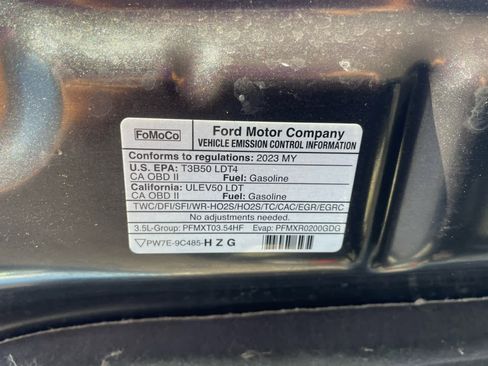 FoMoCo
Ford Motor Company
VEHICLE EMISSION CONTROL INFORMATION
Conforms to regulations: 2023 MY
U.S. EPA: T3B50 LDT4
CA OBD II Fuel: Gasoline
California: ULEV50 LDT
CA OBD II Fuel: Gasoline
TWC/DFI/SFI/WR-HO2S/HO2S/TC/CAC/EGR/EGRC
No adjustments needed.
3.5L-Group: PFMXT03.54HF Evap: PFMXR0200GDG
PW7E-9C485-H Z G